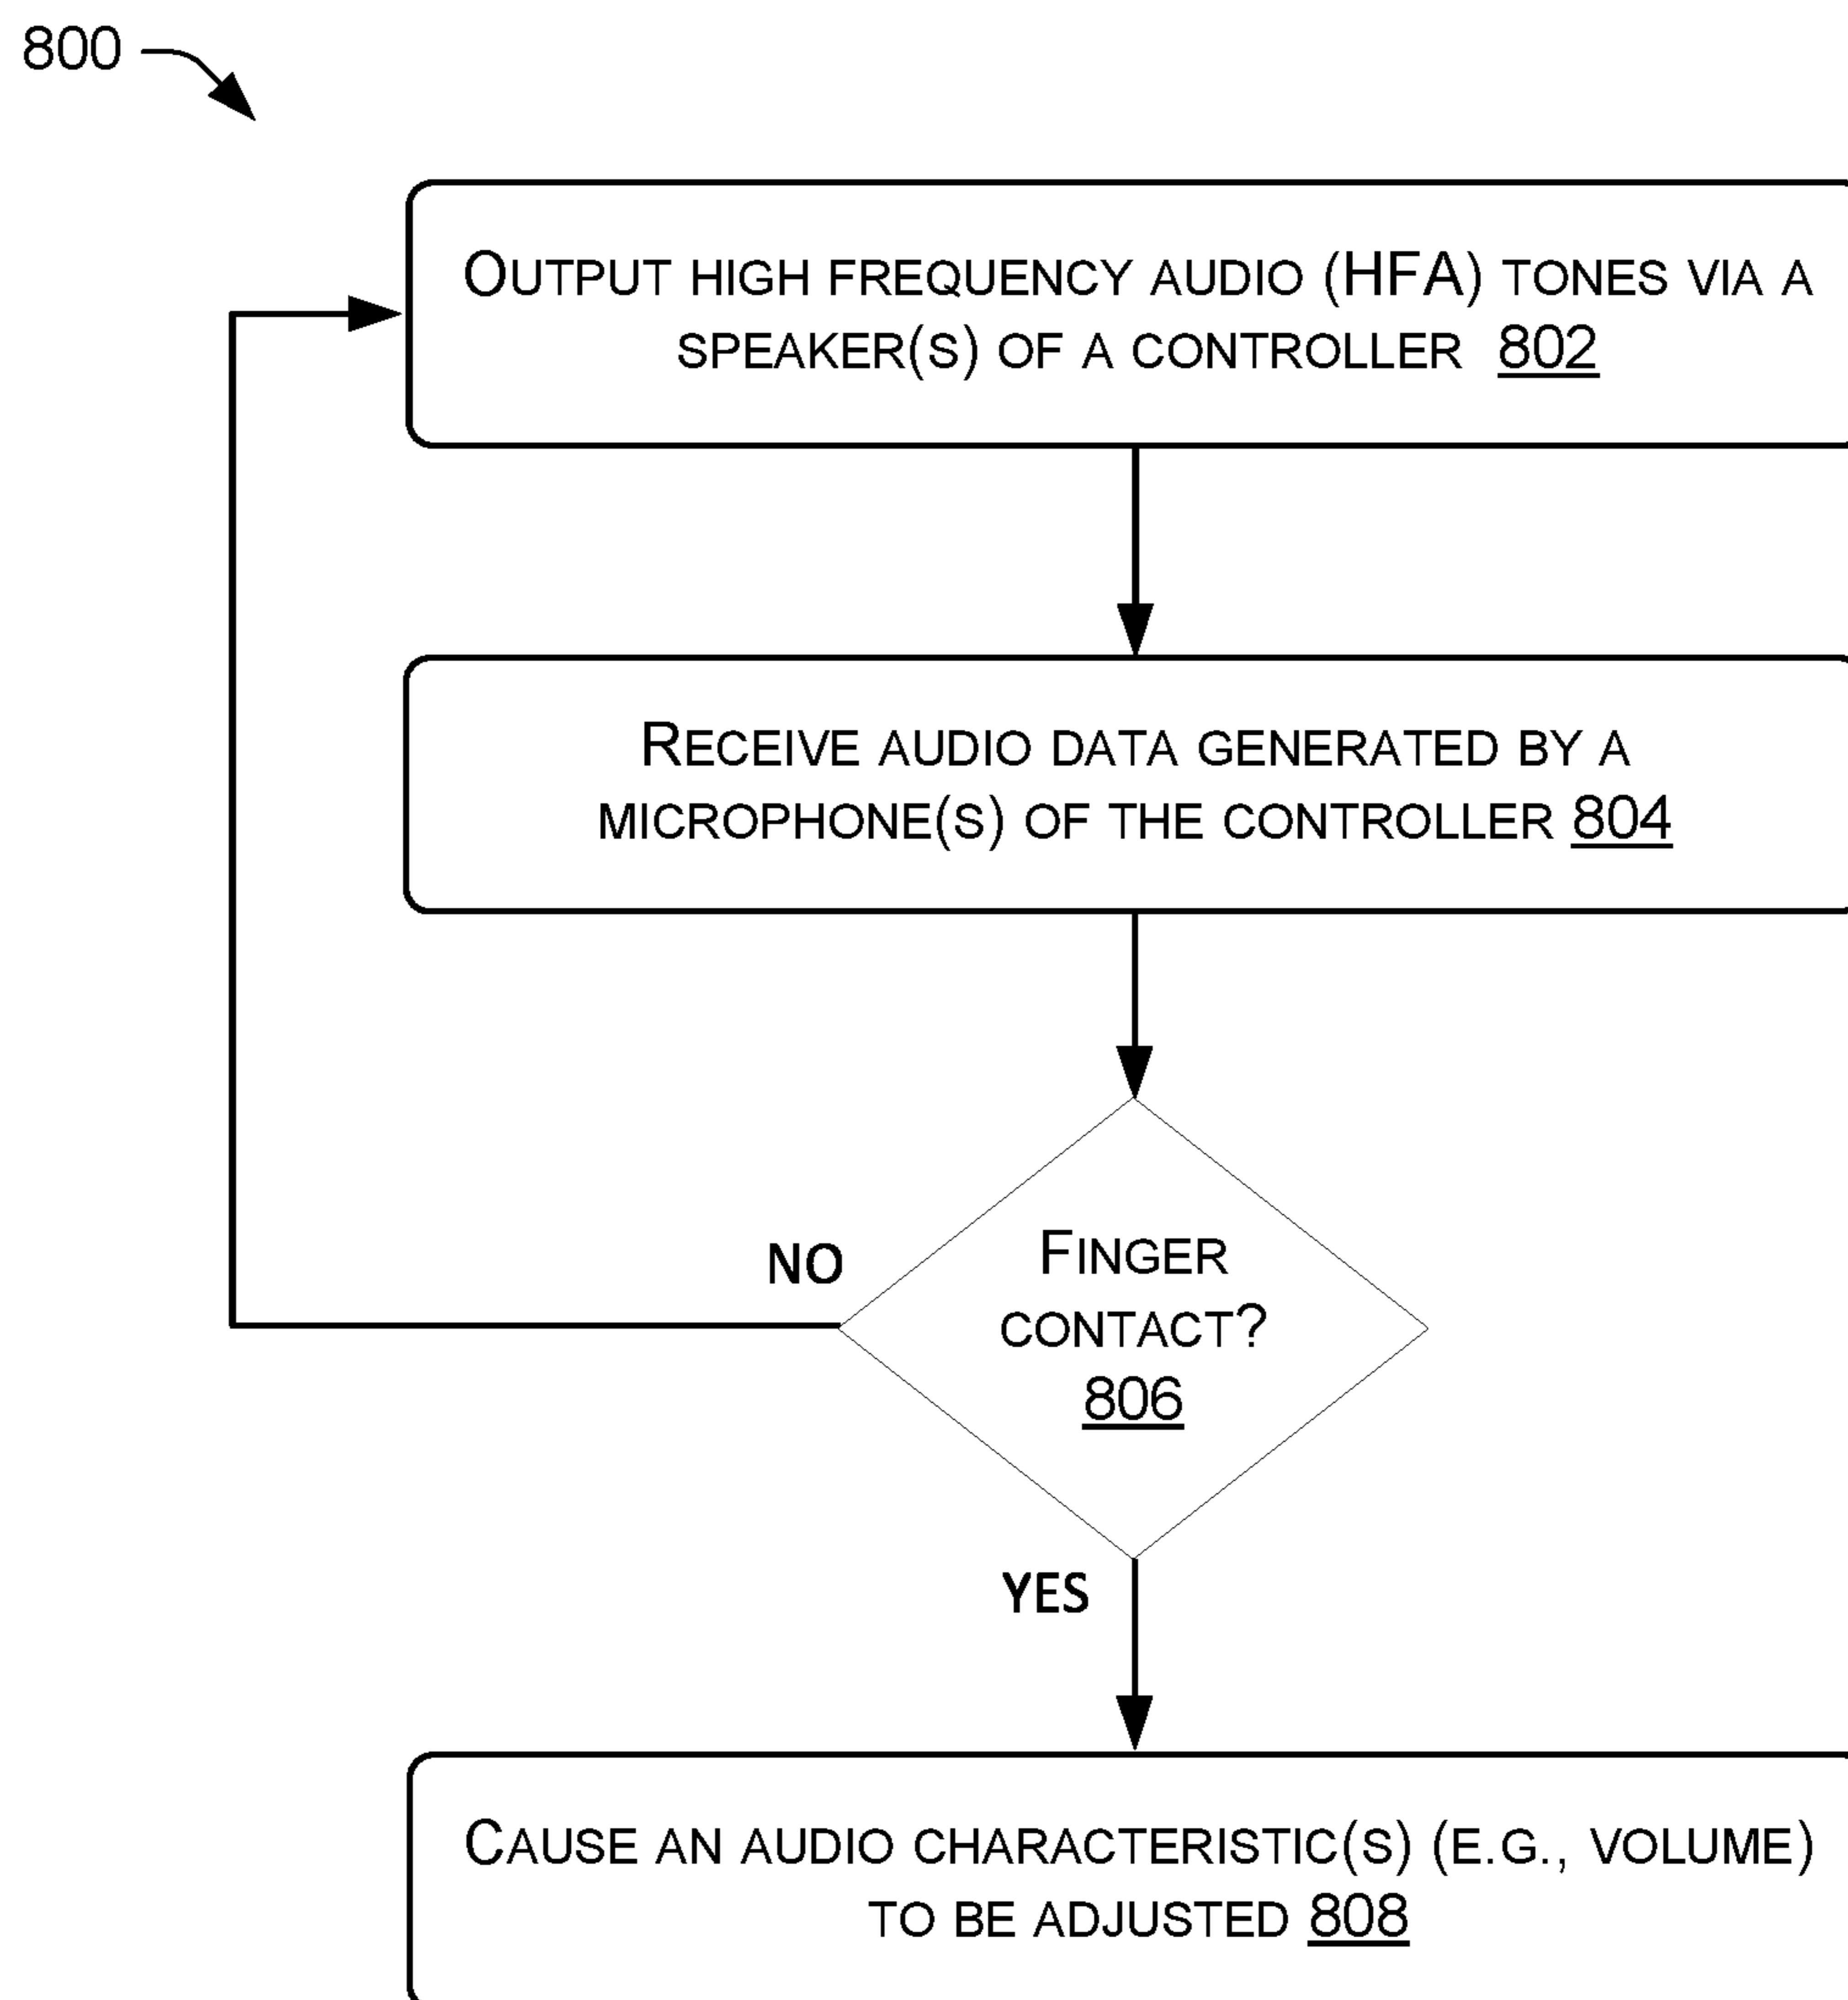 800
OUTPUT HIGH FREQUENCY AUDIO (HFA) TONES VIA A
SPEAKER(S) OF A CONTROLLER 802
RECEIVE AUDIO DATA GENERATED BY A
MICROPHONE(S) OF THE CONTROLLER 804
FINGER
CONTACT?
806
NO
YES
CAUSE AN AUDIO CHARACTERISTIC(S) (E.G., VOLUME)
TO BE ADJUSTED 808